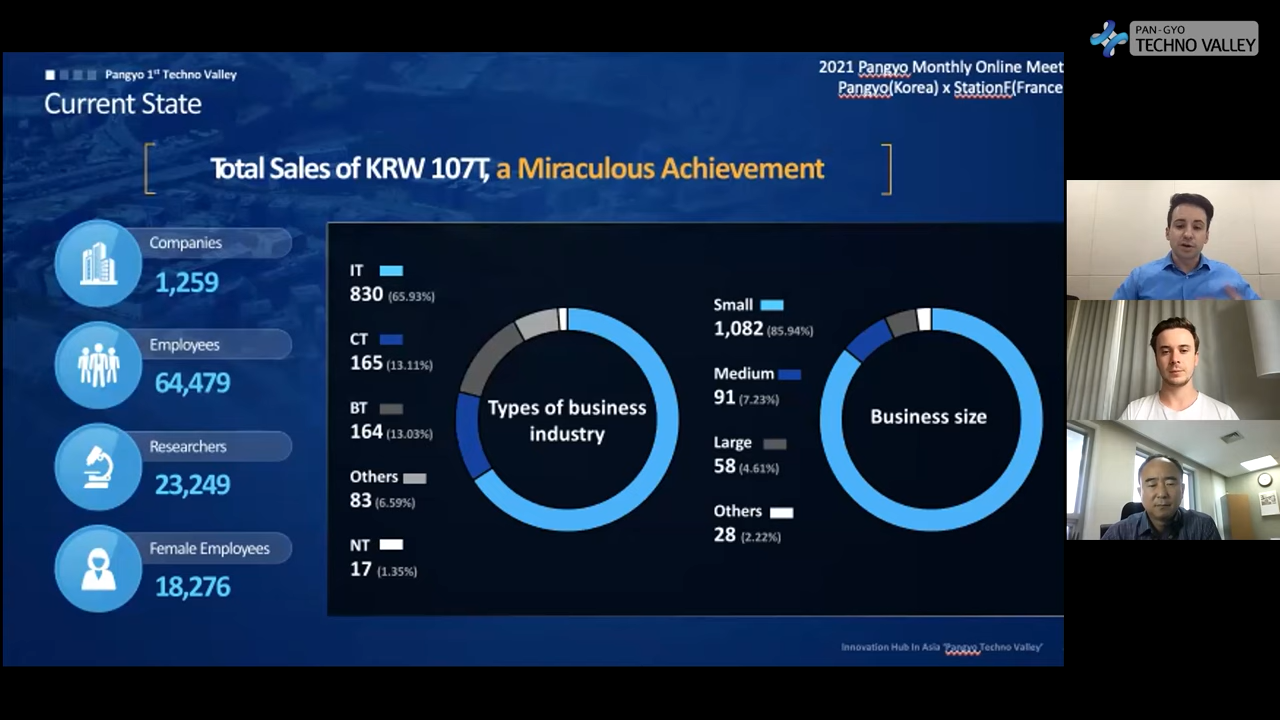 PAN-GYO
TECHNO VALLEY
Pangyo 1st Techno Valley
Current State
2021 Pangyo Monthly Online Meet
Pangyo(Korea) x StationF(France
Total Sales of KRW 107T, a Miraculous Achievement
Companies
1,259
Employees
64,479
Researchers
23,249
Female Employees
18,276
IT
830 (65.93%)
CT
165 (13.11%)
BT
164 (13.03%)
Others
83 (6.59%)
NT
17 (1.35%)
Types of business
industry
Small
1,082 (85.94%)
Medium
91 (7.23%)
Large
58 (4.61%)
Others
28 (2.22%)
Business size
Innovation Hub In Asia 'Pangyo Techno Valley'